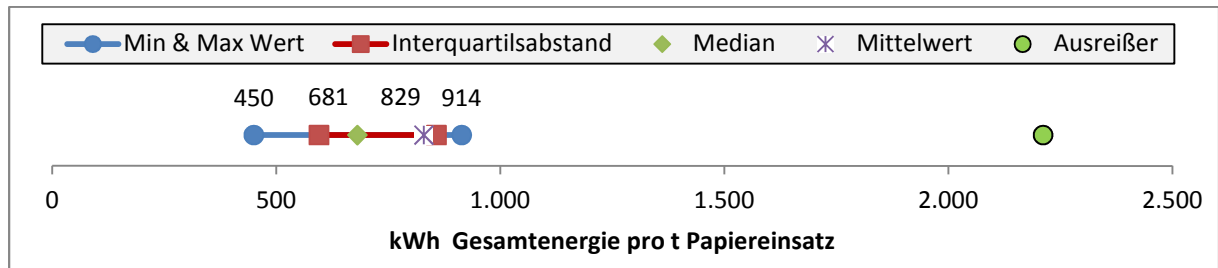 Min & Max Wert Interquartilsabstand Median Mittelwert Ausreißer
450 681 829 914
0 500 1.000 1.500 2.000 2.500
kWh Gesamtenergie pro t Papiereinsatz